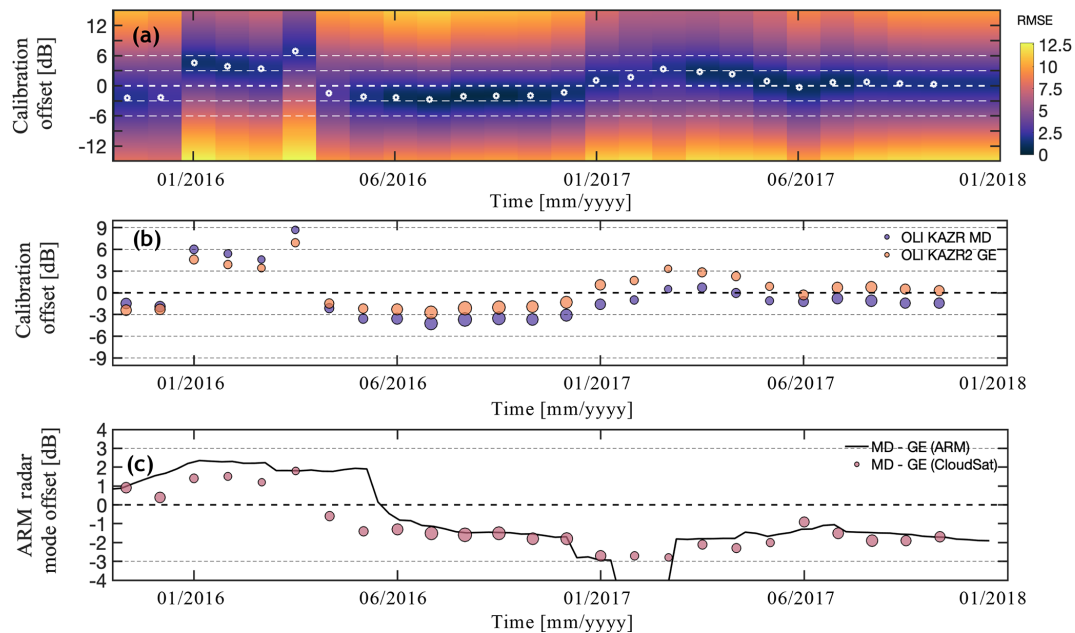 (a)
RMSE
Calibration
offset [dB]
12
6
0
-6
-12
12.5
10
7.5
5
2.5
0
01/2016
06/2016
01/2017
06/2017
01/2018
Time [mm/yyyy]
(b)
Calibration
offset [dB]
9
6
3
0
-3
-6
-9
OLI KAZR MD
OLI KAZR2 GE
01/2016
06/2016
01/2017
06/2017
01/2018
Time [mm/yyyy]
(c)
ARM radar
mode offset [dB]
4
3
2
1
0
-1
-2
-3
-4
MD - GE (ARM)
MD - GE (CloudSat)
01/2016
06/2016
01/2017
06/2017
01/2018
Time [mm/yyyy]